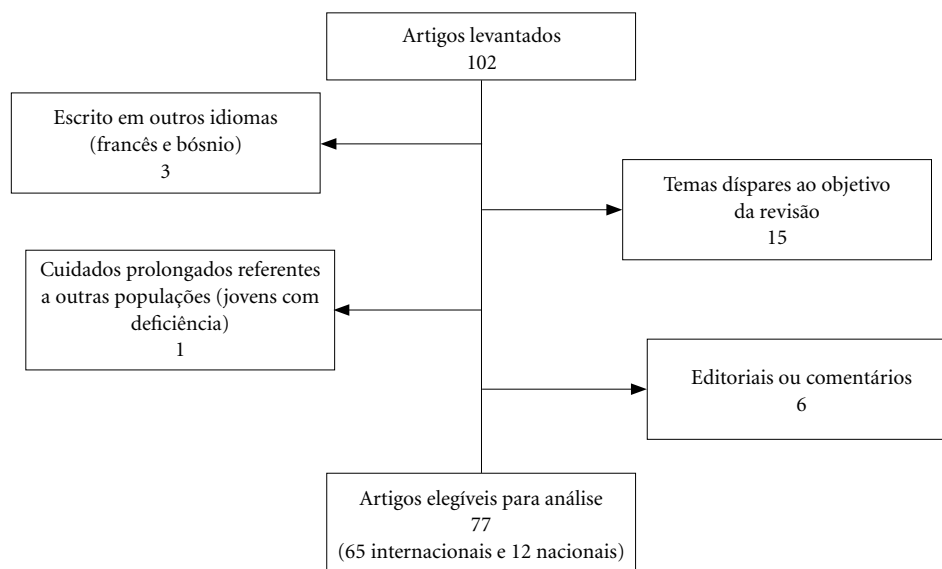 Artigos levantados
102
Escrito em outros idiomas
(francês e bósnio)
3
Temas díspares ao objetivo
da revisão
15
Cuidados prolongados referentes
a outras populações (jovens com
deficiência)
1
Editoriais ou comentários
6
Artigos elegíveis para análise
77
(65 internacionais e 12 nacionais)